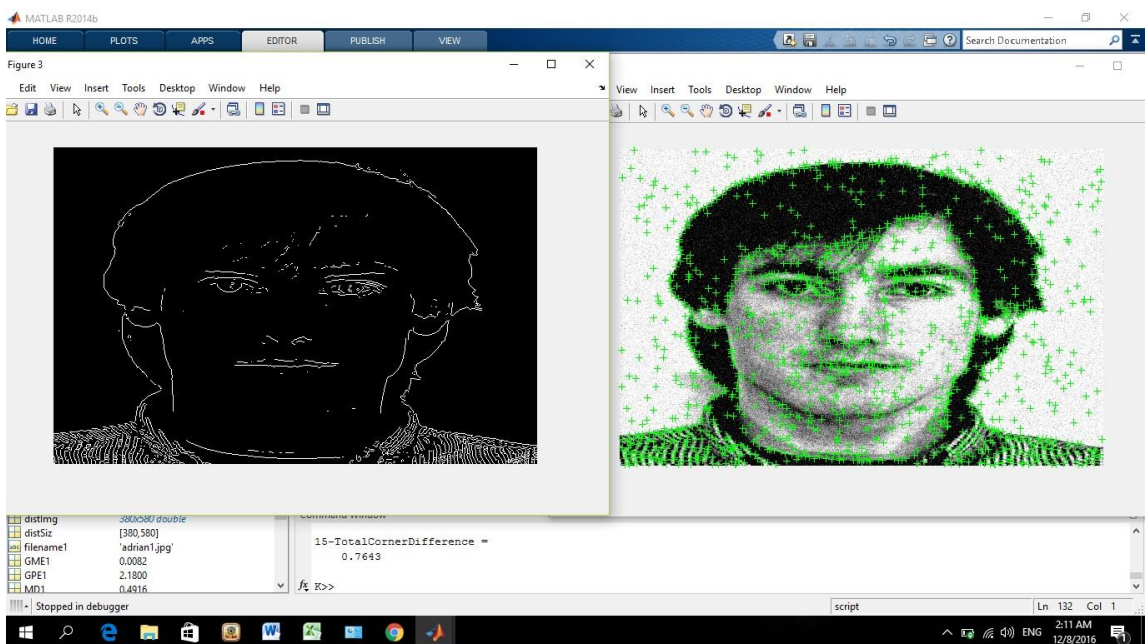 MATLAB R2014b
HOME PLOTS APPS EDITOR PUBLISH VIEW Search Documentation
Figure 3
Edit View Insert Tools Desktop Window Help
View Insert Tools Desktop Window Help
distImg 380x580 double
distSiz [380,580]
abc filename1 'adrian1.jpg'
GME1 0.0082
GPE1 2.1800
MD1 0.4916
Command Window
15-TotalCornerDifference =
0.7643
fx K>>
Stopped in debugger script Ln 132 Col 1
ENG 2:11 AM
12/8/2016